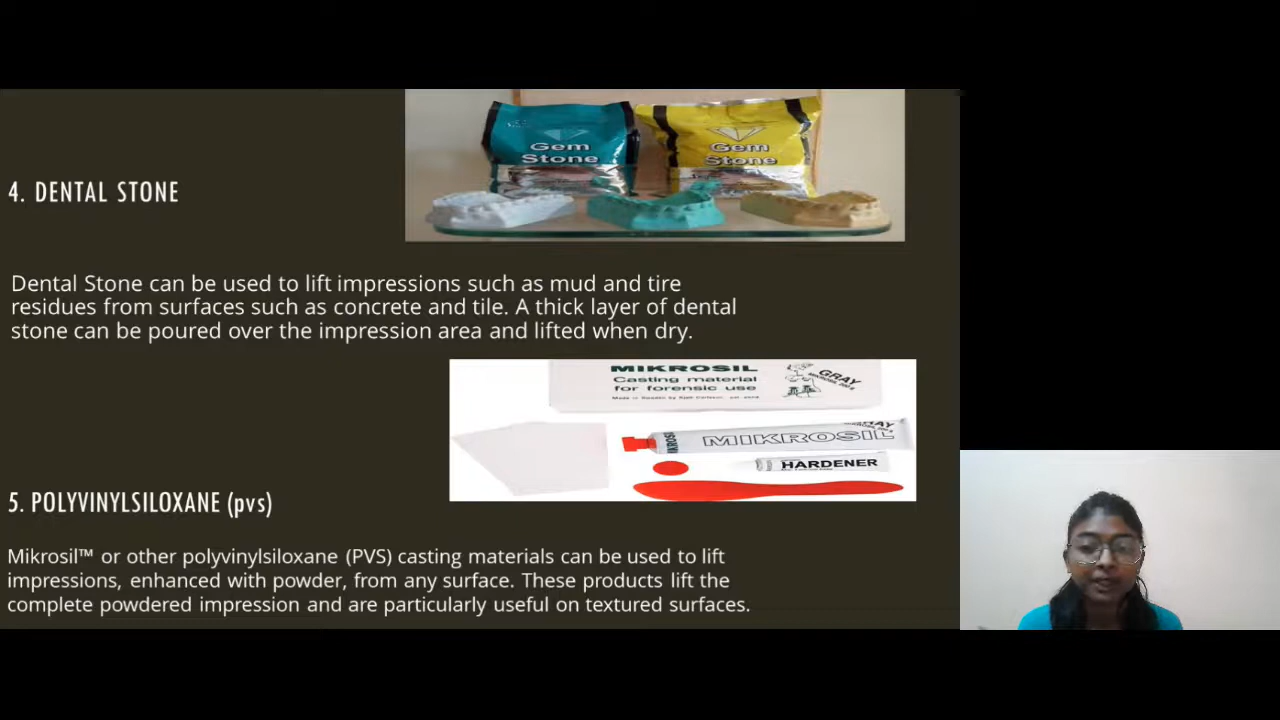 Gem
Stone
Gem
Stone
4. DENTAL STONE
Dental Stone can be used to lift impressions such as mud and tire
residues from surfaces such as concrete and tile. A thick layer of dental
stone can be poured over the impression area and lifted when dry.
MIKROSIL
Casting material
for forensic use
GRAY
MIKROSIL
HARDENER
5. POLYVINYLSILOXANE (pvs)
Mikrosil™ or other polyvinylsiloxane (PVS) casting materials can be used to lift
impressions, enhanced with powder, from any surface. These products lift the
complete powdered impression and are particularly useful on textured surfaces.